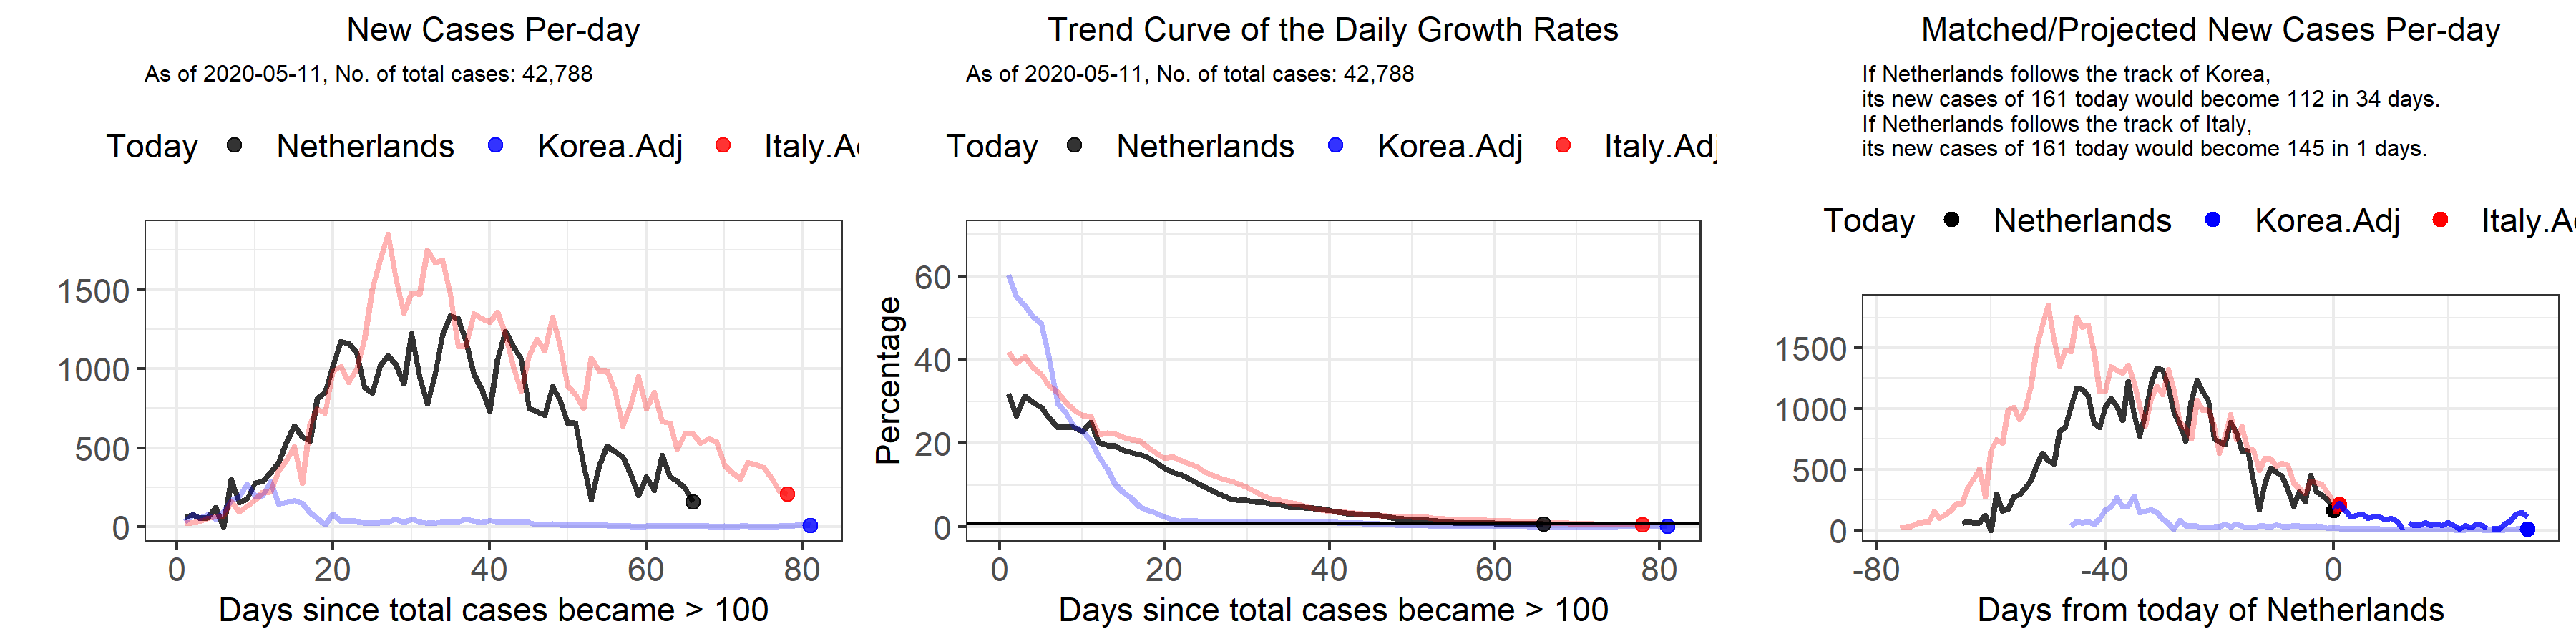 New Cases Per-day
As of 2020-05-11, No. of total cases: 42,788
Today Netherlands Korea.Adj Italy.A
1500
1000
500
0
0 20 40 60 80
Days since total cases became > 100
Trend Curve of the Daily Growth Rates
As of 2020-05-11, No. of total cases: 42,788
Today Netherlands Korea.Adj Italy.Adj
Percentage
60
40
20
0
0 20 40 60 80
Days since total cases became > 100
Matched/Projected New Cases Per-day
If Netherlands follows the track of Korea,
its new cases of 161 today would become 112 in 34 days.
If Netherlands follows the track of Italy,
its new cases of 161 today would become 145 in 1 days.
Today Netherlands Korea.Adj Italy.A
1500
1000
500
0
-80 -40 0
Days from today of Netherlands